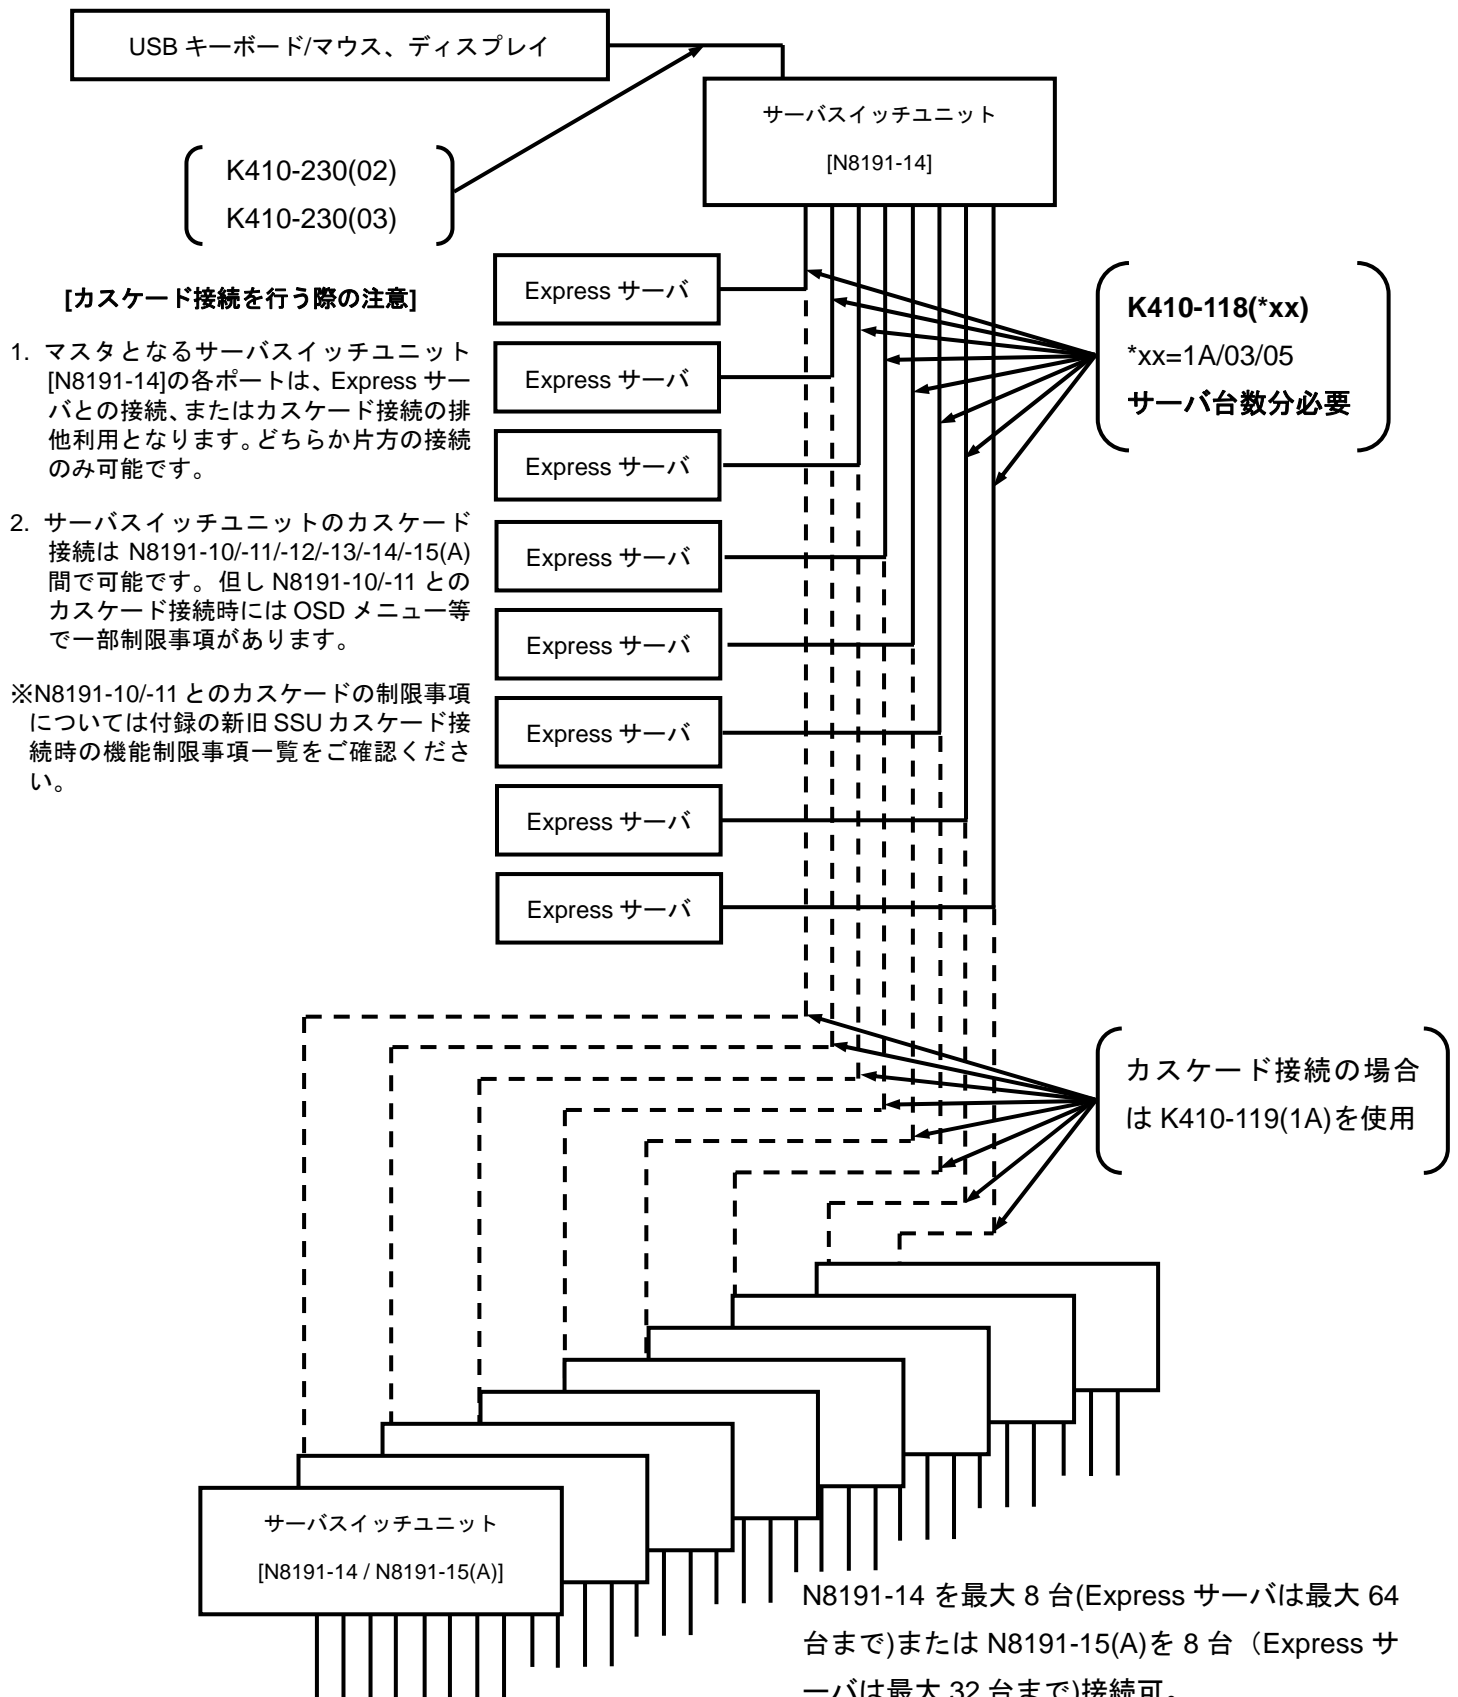 USB キーボード/マウス、ディスプレイ
サーバスイッチユニット
[N8191-14]
K410-230(02)
K410-230(03)
[カスケード接続を行う際の注意]
1. マスタとなるサーバスイッチユニット
[N8191-14]の各ポートは、Express サー
バとの接続、またはカスケード接続の排
他利用となります。どちらか片方の接続
のみ可能です。
2. サーバスイッチユニットのカスケード
接続は N8191-10/-11/-12/-13/-14/-15(A)
間で可能です。但し N8191-10/-11 との
カスケード接続時には OSD メニュー等
で一部制限事項があります。
※N8191-10/-11 とのカスケードの制限事項
については付録の新旧 SSU カスケード接
続時の機能制限事項一覧をご確認くださ
い。
Express サーバ
Express サーバ
Express サーバ
Express サーバ
Express サーバ
Express サーバ
Express サーバ
Express サーバ
K410-118(*xx)
*xx=1A/03/05
サーバ台数分必要
カスケード接続の場合
は K410-119(1A)を使用
サーバスイッチユニット
[N8191-14 / N8191-15(A)]
N8191-14 を最大 8 台(Express サーバは最大 64
台まで)または N8191-15(A)を 8 台（Express サ
ーバは最大 32 台まで)接続可。